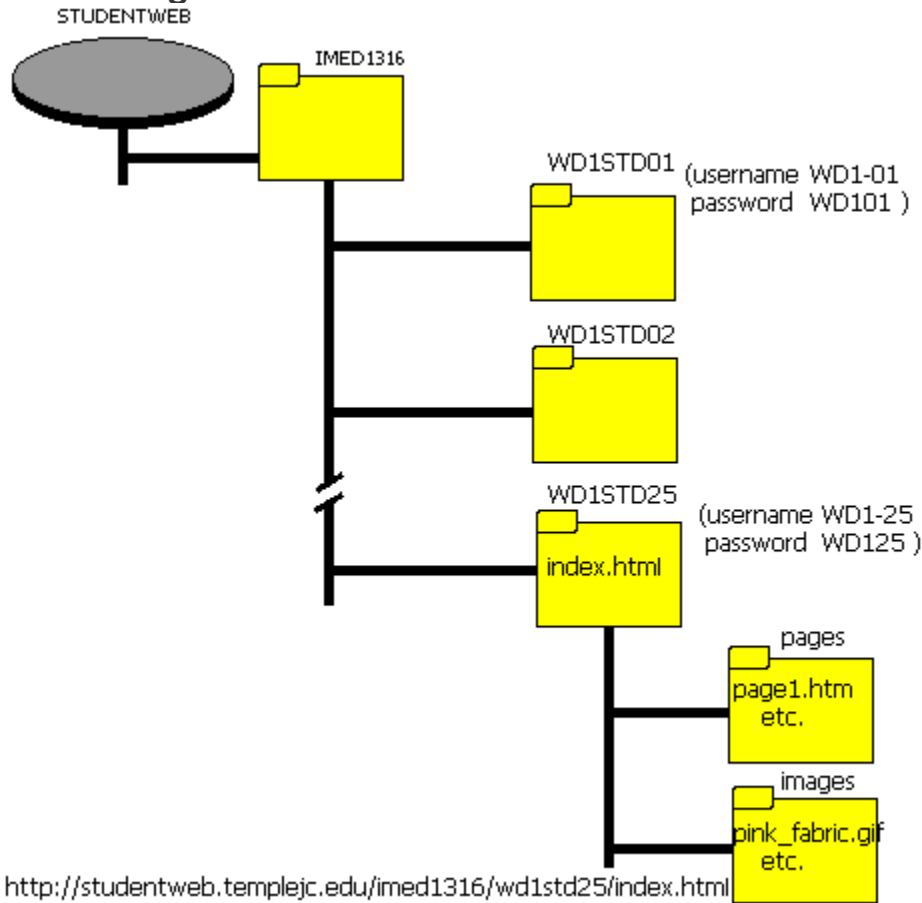 STUDENTWEB
IMED1316
WD1STD01
(username WD1-01
password WD101 )
WD1STD02
WD1STD25
(username WD1-25
password WD125 )
index.html
pages
page1.htm
etc.
images
pink_fabric.gif
etc.
http://studentweb.templejc.edu/imed1316/wd1std25/index.html